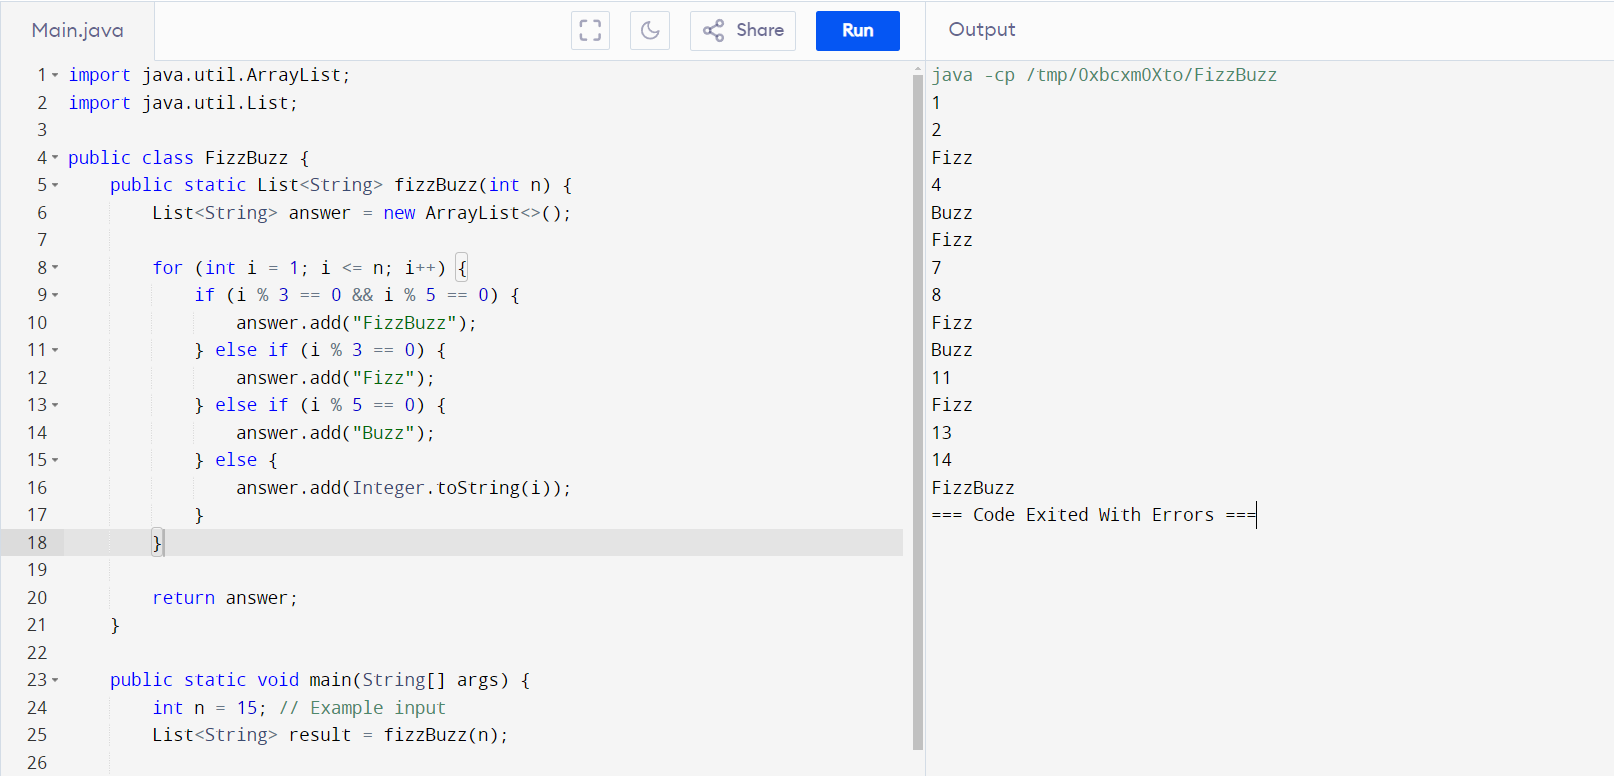 Main.java
Share
Run
Output
1 import java.util.ArrayList;
2 import java.util.List;
3
4 public class FizzBuzz {
5     public static List<String> fizzBuzz(int n) {
6         List<String> answer = new ArrayList<>();
7
8         for (int i = 1; i <= n; i++) {
9             if (i % 3 == 0 && i % 5 == 0) {
10                 answer.add("FizzBuzz");
11             } else if (i % 3 == 0) {
12                 answer.add("Fizz");
13             } else if (i % 5 == 0) {
14                 answer.add("Buzz");
15             } else {
16                 answer.add(Integer.toString(i));
17             }
18         }
19
20         return answer;
21     }
22
23     public static void main(String[] args) {
24         int n = 15; // Example input
25         List<String> result = fizzBuzz(n);
26
java -cp /tmp/0xbcxm0Xto/FizzBuzz
1
2
Fizz
4
Buzz
Fizz
7
8
Fizz
Buzz
11
Fizz
13
14
FizzBuzz
=== Code Exited With Errors ===